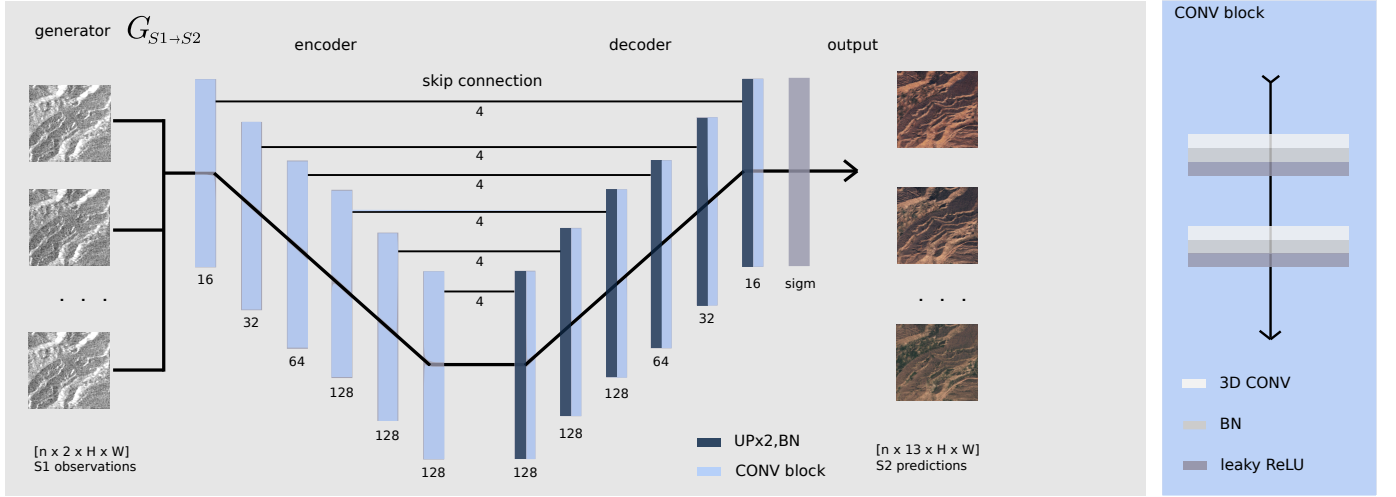 generator G_{S1→S2}
encoder
decoder
output
skip connection
4
4
4
4
4
4
16
32
64
128
128
128
128
128
128
64
32
16
sigm
. . .
. . .
[n x 2 x H x W]
S1 observations
UPx2,BN
CONV block
[n x 13 x H x W]
S2 predictions
CONV block
3D CONV
BN
leaky ReLU